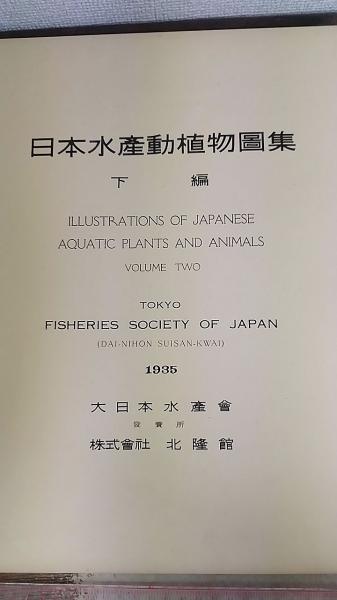 日本水產動植物圖集
下編
ILLUSTRATIONS OF JAPANESE
AQUATIC PLANTS AND ANIMALS
VOLUME TWO
TOKYO
FISHERIES SOCIETY OF JAPAN
(DAI-NIHON SUISAN-KWAI)
1935
大日本水產會
發賣所
株式會社 北隆館